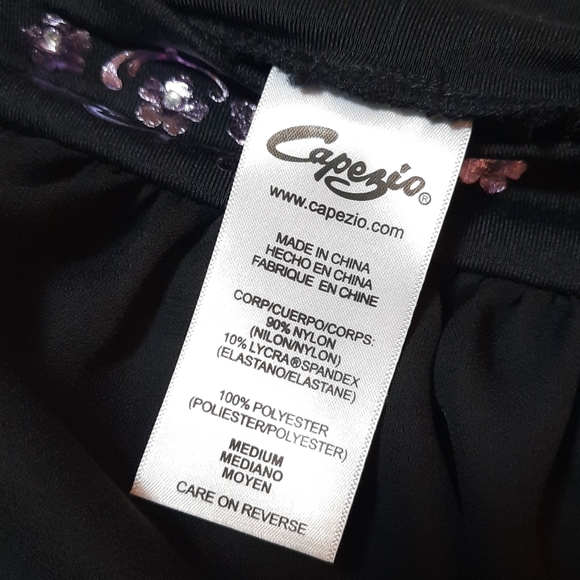 Capezio®
www.capezio.com
MADE IN CHINA
HECHO EN CHINA
FABRIQUE EN CHINE
CORP/CUERPO/CORPS:
90% NYLON
(NILON/NYLON)
10% LYCRA®SPANDEX
(ELASTANO/ELASTANE)
100% POLYESTER
(POLIESTER/POLYESTER)
MEDIUM
MEDIANO
MOYEN
CARE ON REVERSE